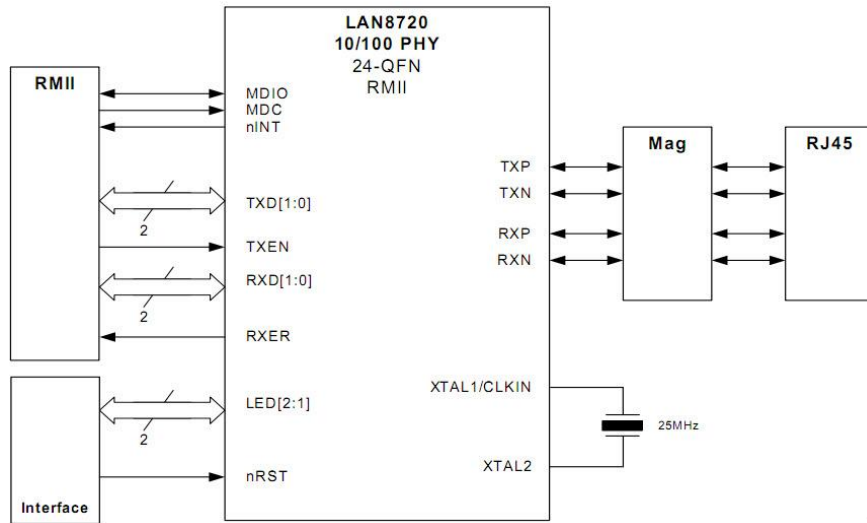 LAN8720
10/100 PHY
24-QFN
RMII
RMII
MDIO
MDC
nINT
TXD[1:0]
2
TXEN
RXD[1:0]
2
RXER
LED[2:1]
2
nRST
Interface
TXP
TXN
RXP
RXN
Mag
RJ45
XTAL1/CLKIN
25MHz
XTAL2